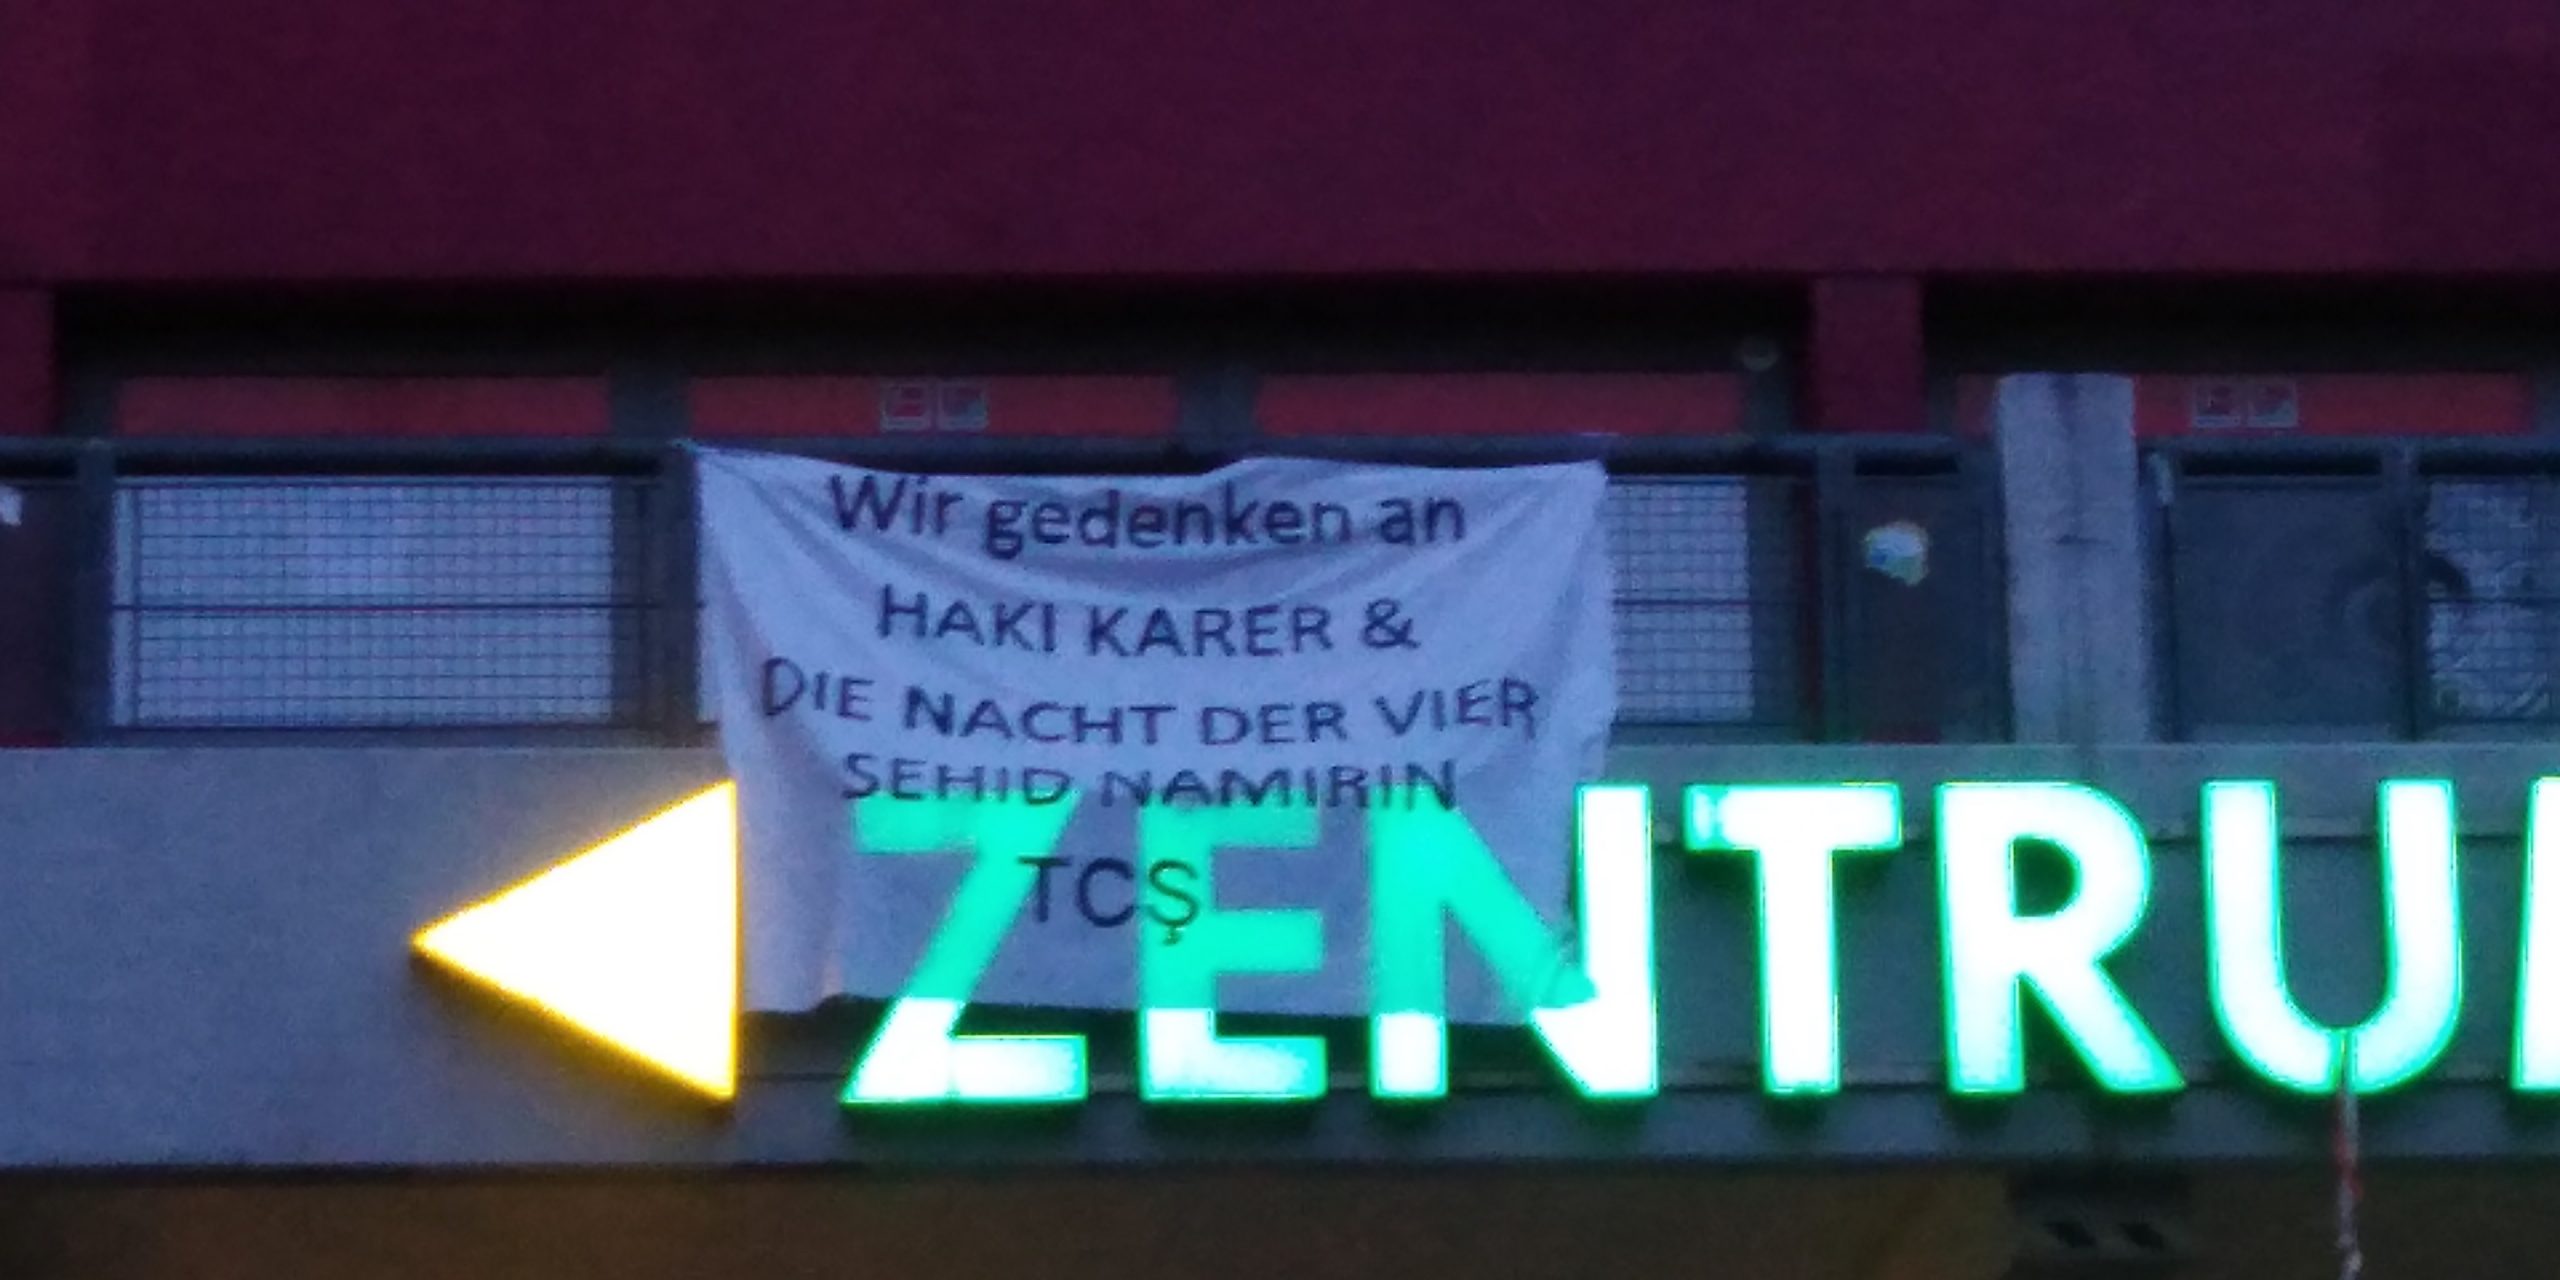 Wir gedenken an
HAKI KARER &
DIE NACHT DER VIER
SEHID NAMIRIN
TCŞ
ZENTRU